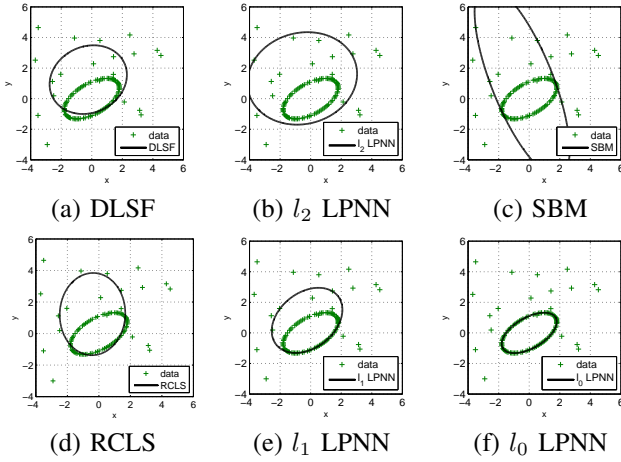 6
4
2
0
−2
−4
y
−4 −2 0 2 4 6
x
data
DLSF
(a) DLSF
6
4
2
0
−2
−4
y
−4 −2 0 2 4 6
x
data
l2 LPNN
(b) l2 LPNN
6
4
2
0
−2
−4
y
−4 −2 0 2 4 6
x
data
SBM
(c) SBM
6
4
2
0
−2
−4
y
−4 −2 0 2 4 6
x
data
RCLS
(d) RCLS
6
4
2
0
−2
−4
y
−4 −2 0 2 4 6
x
data
l1 LPNN
(e) l1 LPNN
6
4
2
0
−2
−4
y
−4 −2 0 2 4 6
x
data
l0 LPNN
(f) l0 LPNN